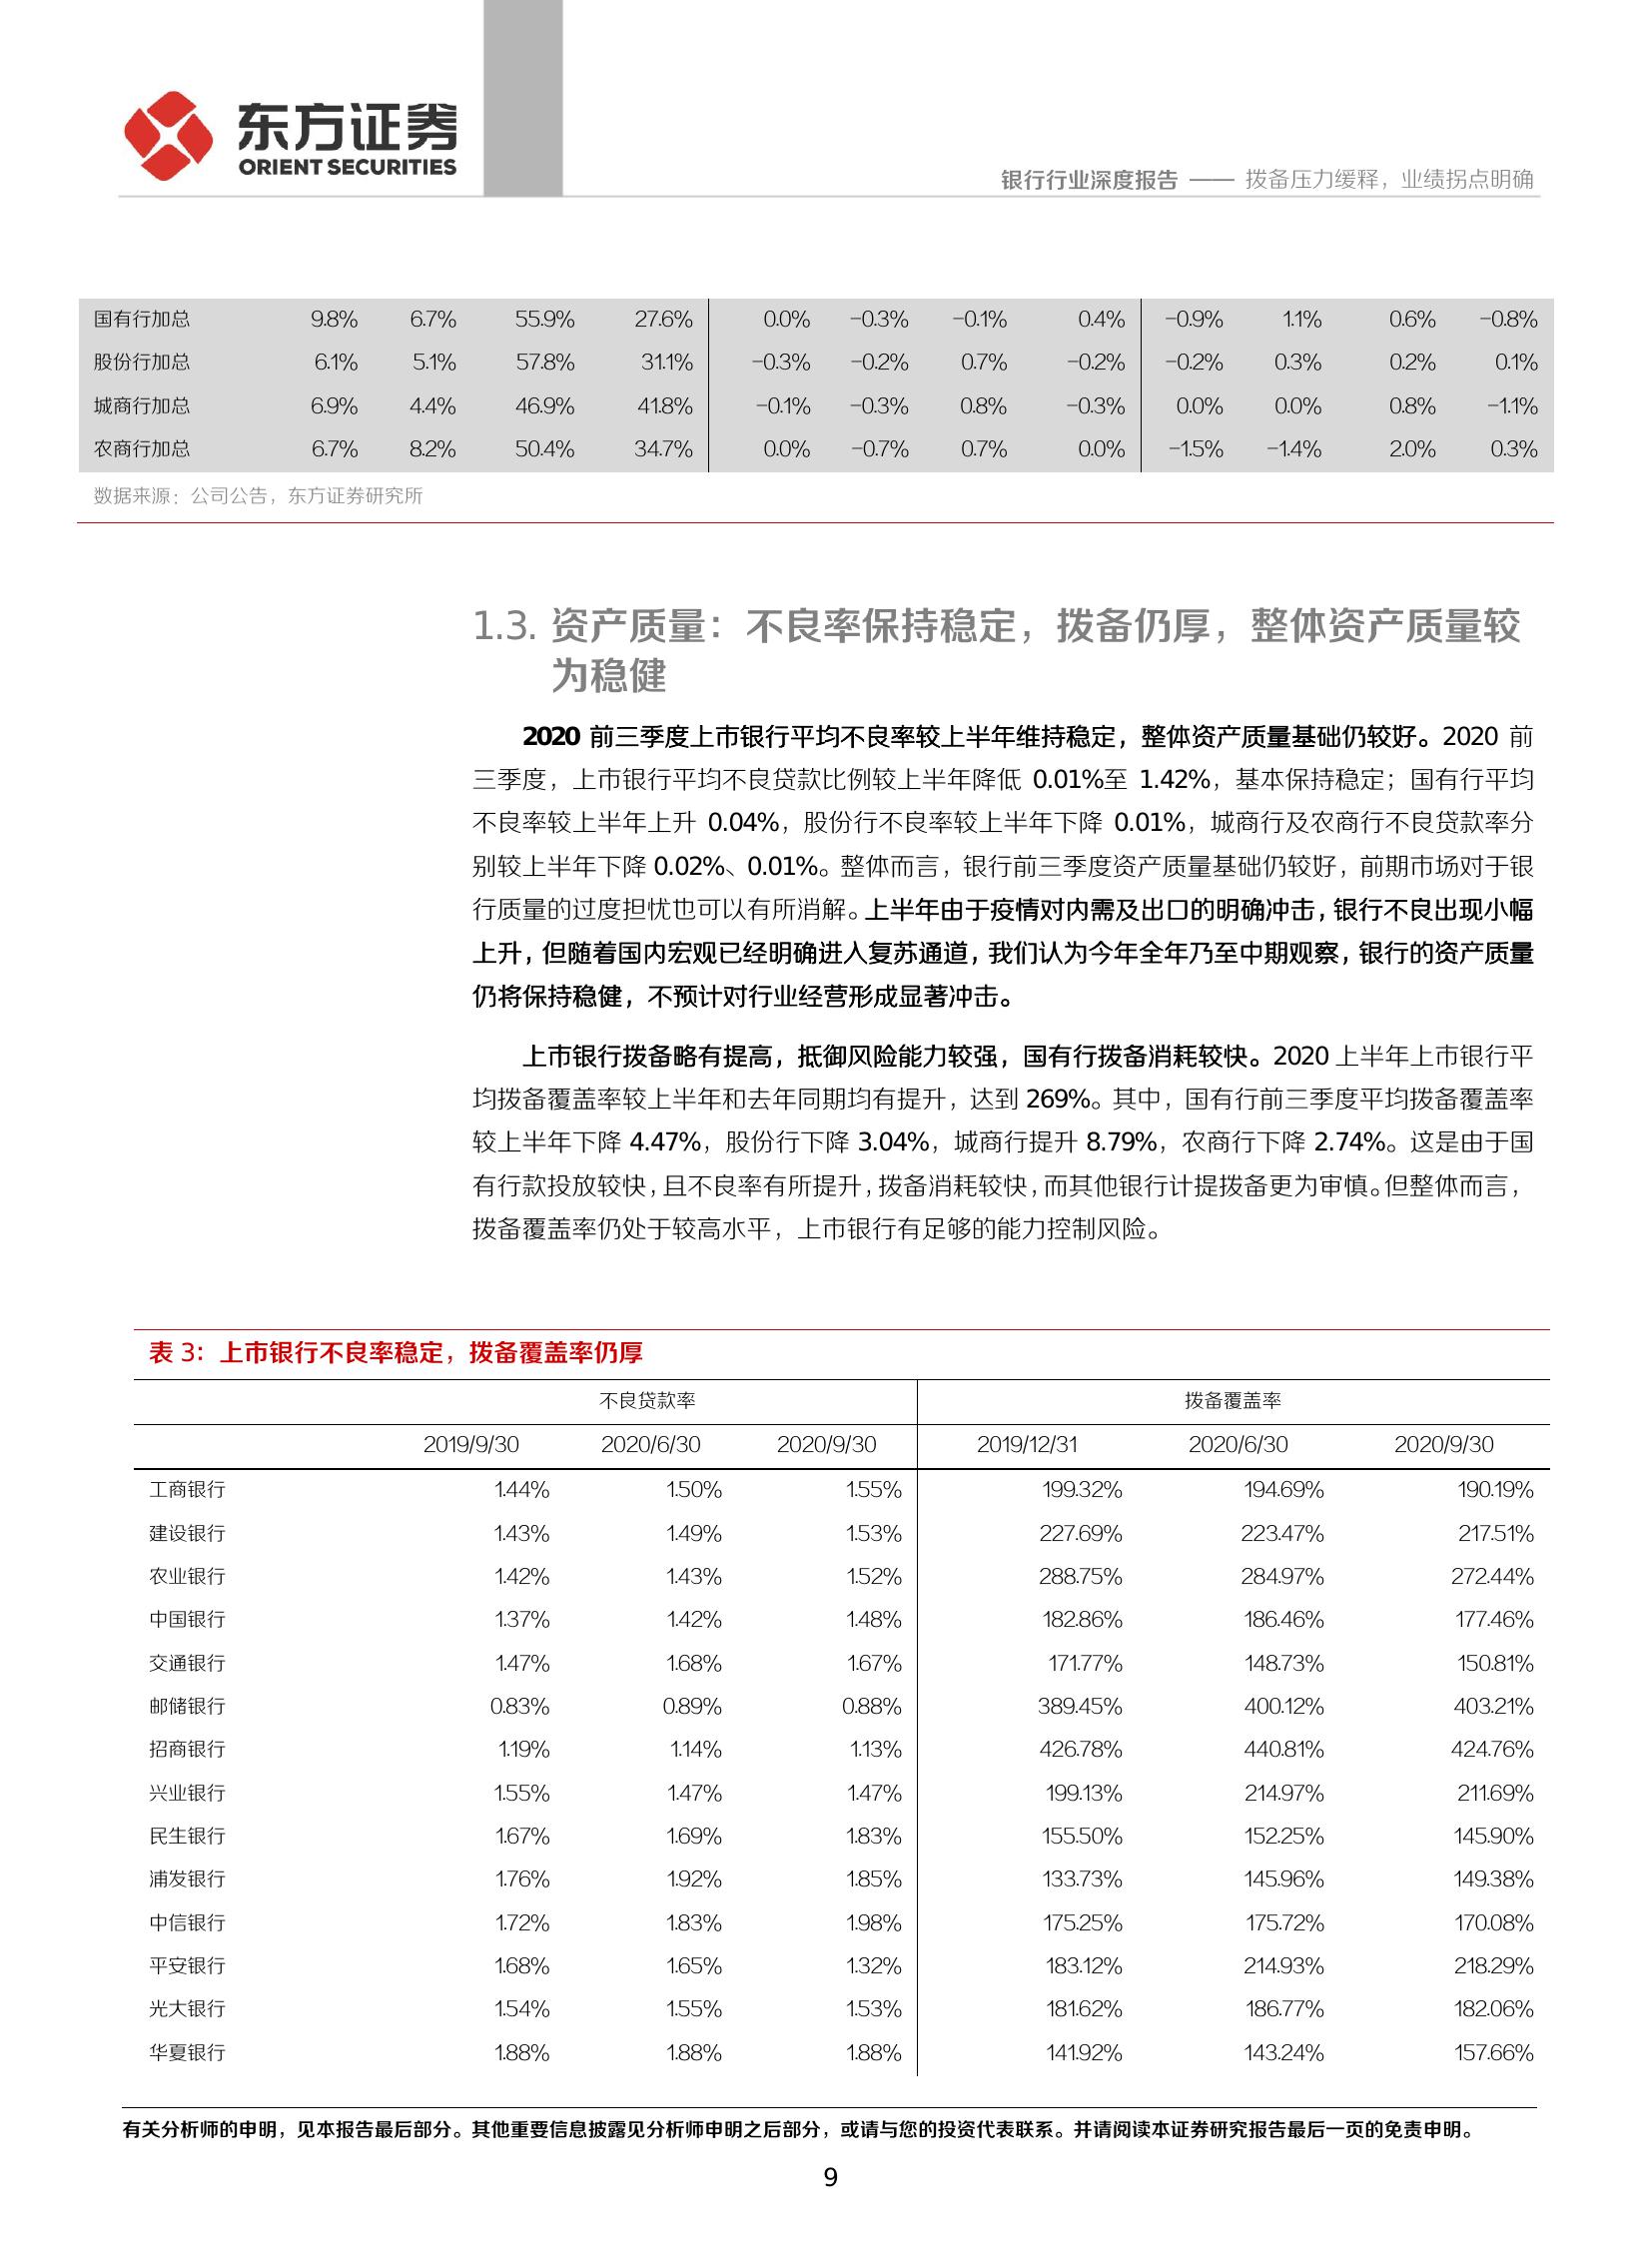 东方证券
ORIENT SECURITIES
银行行业深度报告 —— 拨备压力缓释，业绩拐点明确
国有行加总 9.8% 6.7% 55.9% 27.6% 0.0% -0.3% -0.1% 0.4% -0.9% 1.1% 0.6% -0.8%
股份行加总 6.1% 5.1% 57.8% 31.1% -0.3% -0.2% 0.7% -0.2% -0.2% 0.3% 0.2% 0.1%
城商行加总 6.9% 4.4% 46.9% 41.8% -0.1% -0.3% 0.8% -0.3% 0.0% 0.0% 0.8% -1.1%
农商行加总 6.7% 8.2% 50.4% 34.7% 0.0% -0.7% 0.7% 0.0% -1.5% -1.4% 2.0% 0.3%
数据来源：公司公告，东方证券研究所
1.3. 资产质量：不良率保持稳定，拨备仍厚，整体资产质量较
为稳健
2020 前三季度上市银行平均不良率较上半年维持稳定，整体资产质量基础仍较好。2020 前
三季度，上市银行平均不良贷款比例较上半年降低 0.01%至 1.42%，基本保持稳定；国有行平均
不良率较上半年上升 0.04%，股份行不良率较上半年下降 0.01%，城商行及农商行不良贷款率分
别较上半年下降 0.02%、0.01%。整体而言，银行前三季度资产质量基础仍较好，前期市场对于银
行质量的过度担忧也可以有所消解。上半年由于疫情对内需及出口的明确冲击，银行不良出现小幅
上升，但随着国内宏观已经明确进入复苏通道，我们认为今年全年乃至中期观察，银行的资产质量
仍将保持稳健，不预计对行业经营形成显著冲击。
上市银行拨备略有提高，抵御风险能力较强，国有行拨备消耗较快。2020 上半年上市银行平
均拨备覆盖率较上半年和去年同期均有提升，达到 269%。其中，国有行前三季度平均拨备覆盖率
较上半年下降 4.47%，股份行下降 3.04%，城商行提升 8.79%，农商行下降 2.74%。这是由于国
有行款投放较快，且不良率有所提升，拨备消耗较快，而其他银行计提拨备更为审慎。但整体而言，
拨备覆盖率仍处于较高水平，上市银行有足够的能力控制风险。
表 3：上市银行不良率稳定，拨备覆盖率仍厚
不良贷款率 拨备覆盖率
2019/9/30 2020/6/30 2020/9/30 2019/12/31 2020/6/30 2020/9/30
工商银行 1.44% 1.50% 1.55% 199.32% 194.69% 190.19%
建设银行 1.43% 1.49% 1.53% 227.69% 223.47% 217.51%
农业银行 1.42% 1.43% 1.52% 288.75% 284.97% 272.44%
中国银行 1.37% 1.42% 1.48% 182.86% 186.46% 177.46%
交通银行 1.47% 1.68% 1.67% 171.77% 148.73% 150.81%
邮储银行 0.83% 0.89% 0.88% 389.45% 400.12% 403.21%
招商银行 1.19% 1.14% 1.13% 426.78% 440.81% 424.76%
兴业银行 1.55% 1.47% 1.47% 199.13% 214.97% 211.69%
民生银行 1.67% 1.69% 1.83% 155.50% 152.25% 145.90%
浦发银行 1.76% 1.92% 1.85% 133.73% 145.96% 149.38%
中信银行 1.72% 1.83% 1.98% 175.25% 175.72% 170.08%
平安银行 1.68% 1.65% 1.32% 183.12% 214.93% 218.29%
光大银行 1.54% 1.55% 1.53% 181.62% 186.77% 182.06%
华夏银行 1.88% 1.88% 1.88% 141.92% 143.24% 157.66%
有关分析师的申明，见本报告最后部分。其他重要信息披露见分析师申明之后部分，或请与您的投资代表联系。并请阅读本证券研究报告最后一页的免责申明。
9